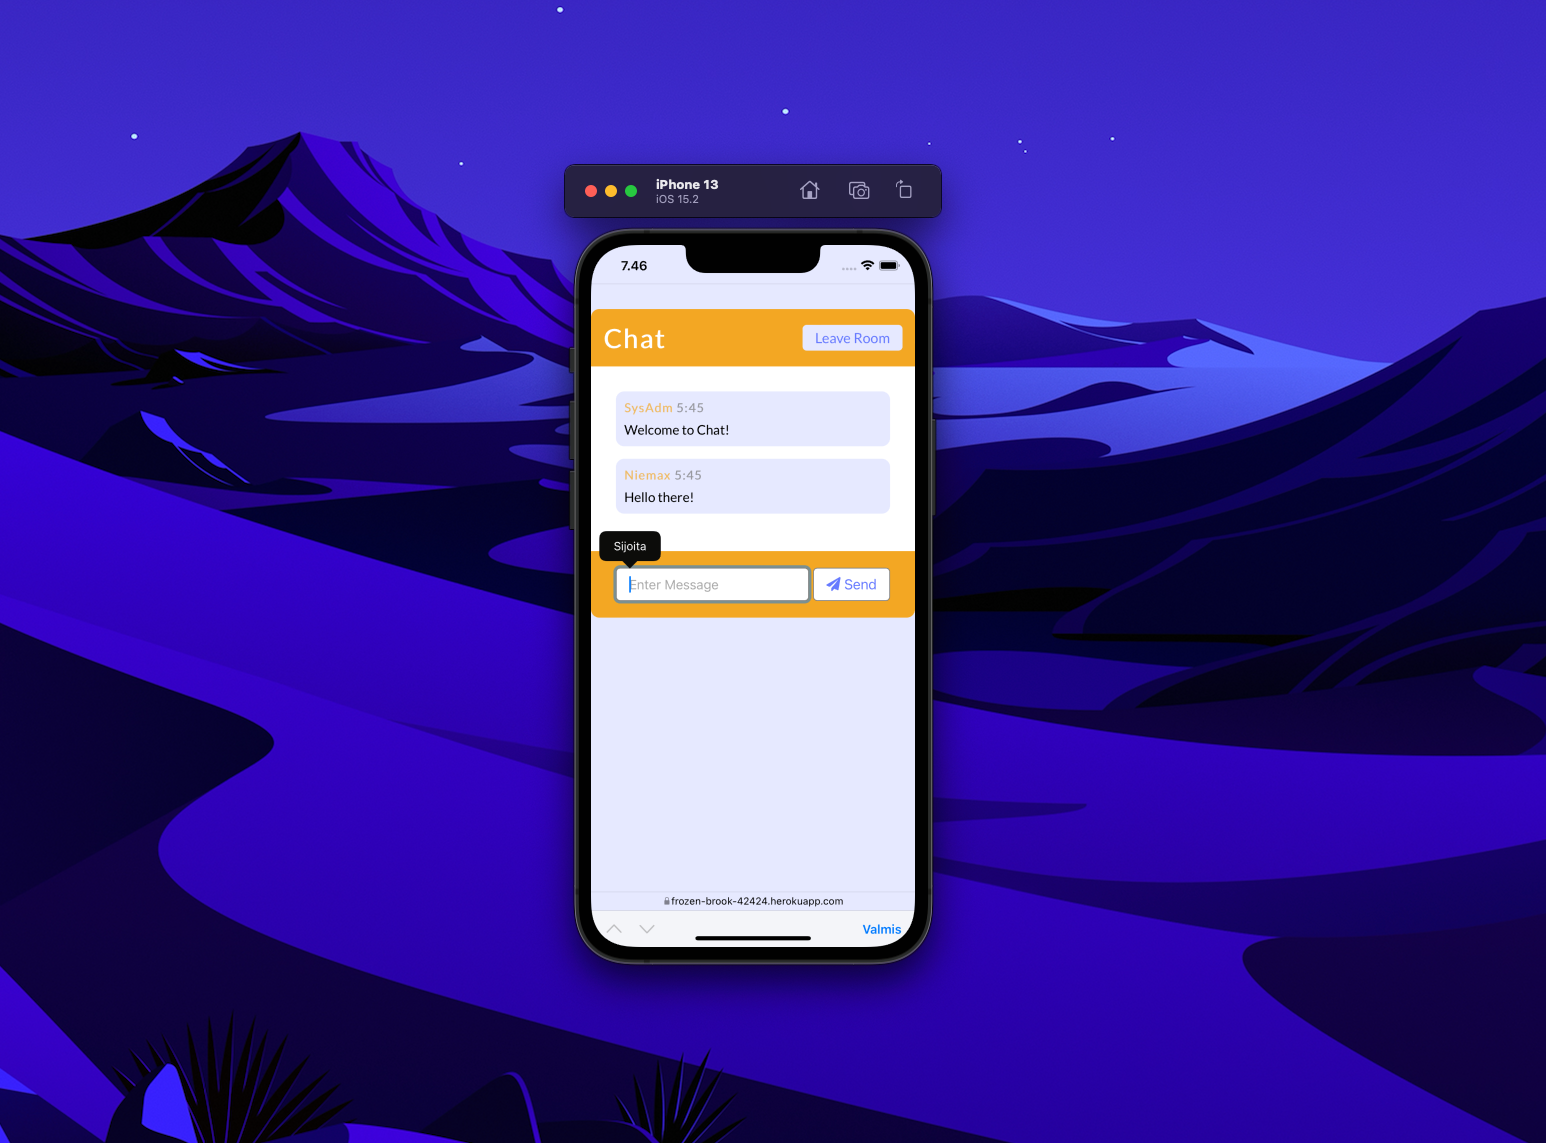 iPhone 13
iOS 15.2
7.46
Chat
Leave Room
SysAdm 5:45
Welcome to Chat!
Niemax 5:45
Hello there!
Sijoita
Enter Message
Send
frozen-brook-42424.herokuapp.com
Valmis